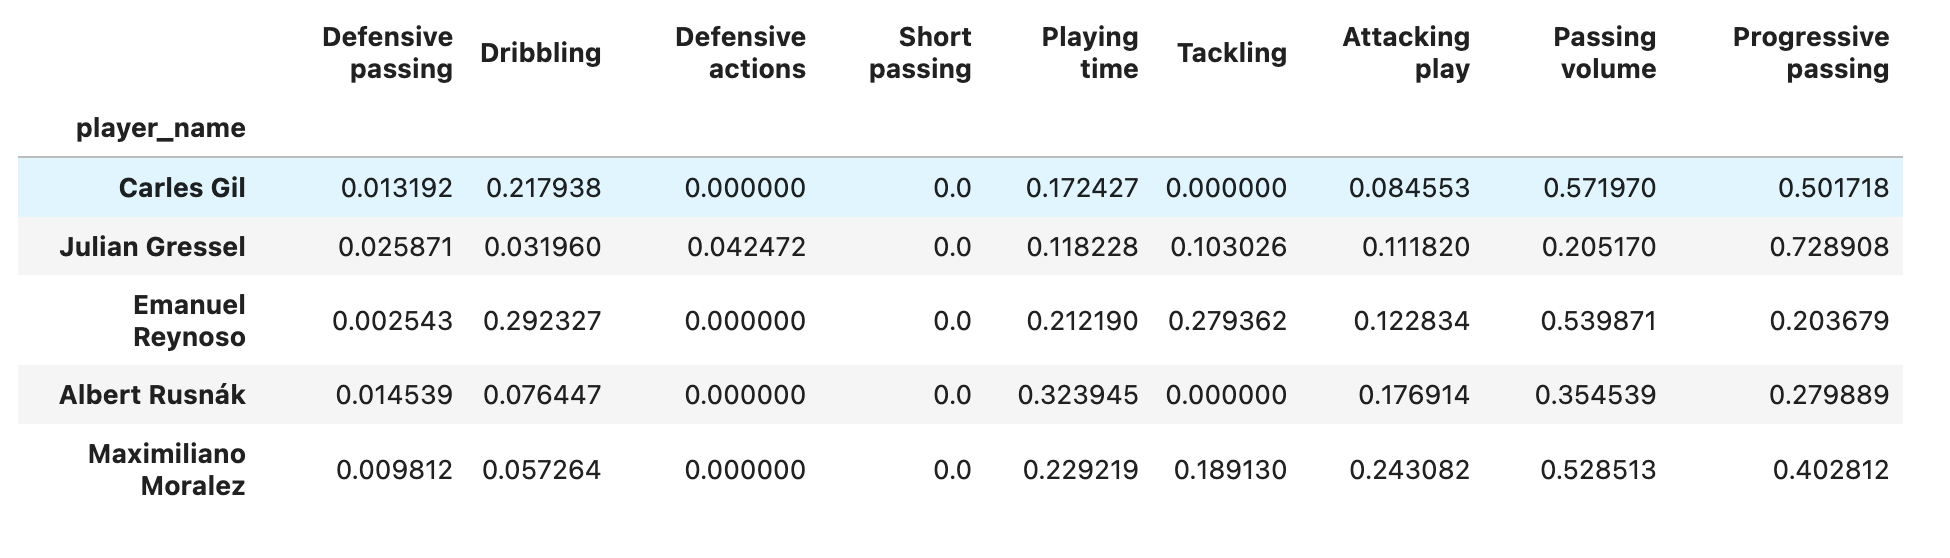 Defensive passing Dribbling Defensive actions Short passing Playing time Tackling Attacking play Passing volume Progressive passing
player_name
Carles Gil 0.013192 0.217938 0.000000 0.0 0.172427 0.000000 0.084553 0.571970 0.501718
Julian Gressel 0.025871 0.031960 0.042472 0.0 0.118228 0.103026 0.111820 0.205170 0.728908
Emanuel Reynoso 0.002543 0.292327 0.000000 0.0 0.212190 0.279362 0.122834 0.539871 0.203679
Albert Rusnák 0.014539 0.076447 0.000000 0.0 0.323945 0.000000 0.176914 0.354539 0.279889
Maximiliano Moralez 0.009812 0.057264 0.000000 0.0 0.229219 0.189130 0.243082 0.528513 0.402812